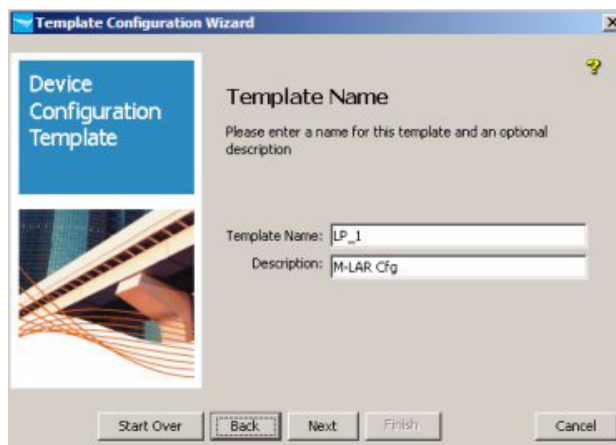 Template Configuration Wizard
Device
Configuration
Template
Template Name
Please enter a name for this template and an optional
description
Template Name: LP_1
Description: M-LAR Cfg
Start Over Back Next Finish Cancel